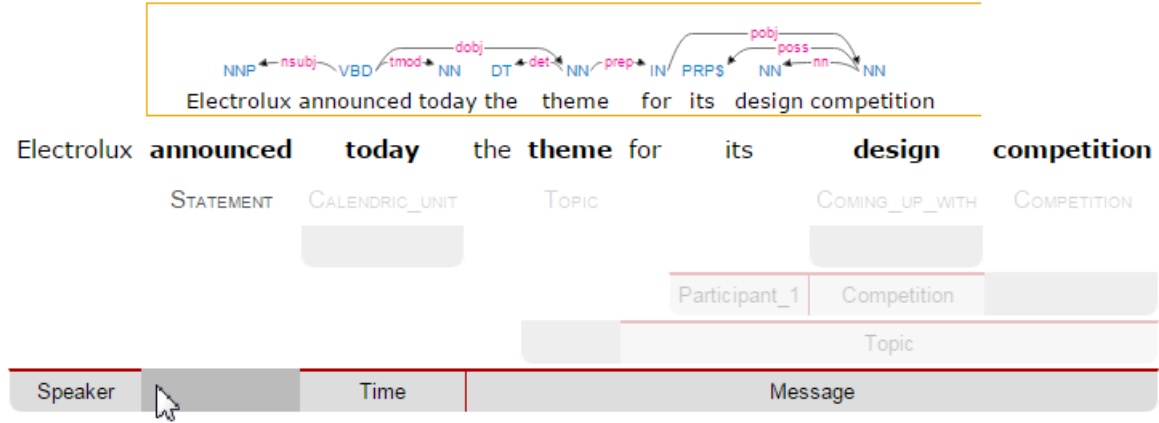 pobj
dobj poss
nsubj tmod det prep nn
NNP VBD NN DT NN IN PRP$ NN NN
Electrolux announced today the theme for its design competition
Electrolux announced today the theme for its design competition
STATEMENT CALENDRIC_UNIT TOPIC COMING_UP_WITH COMPETITION
Participant_1 Competition
Topic
Speaker Time Message